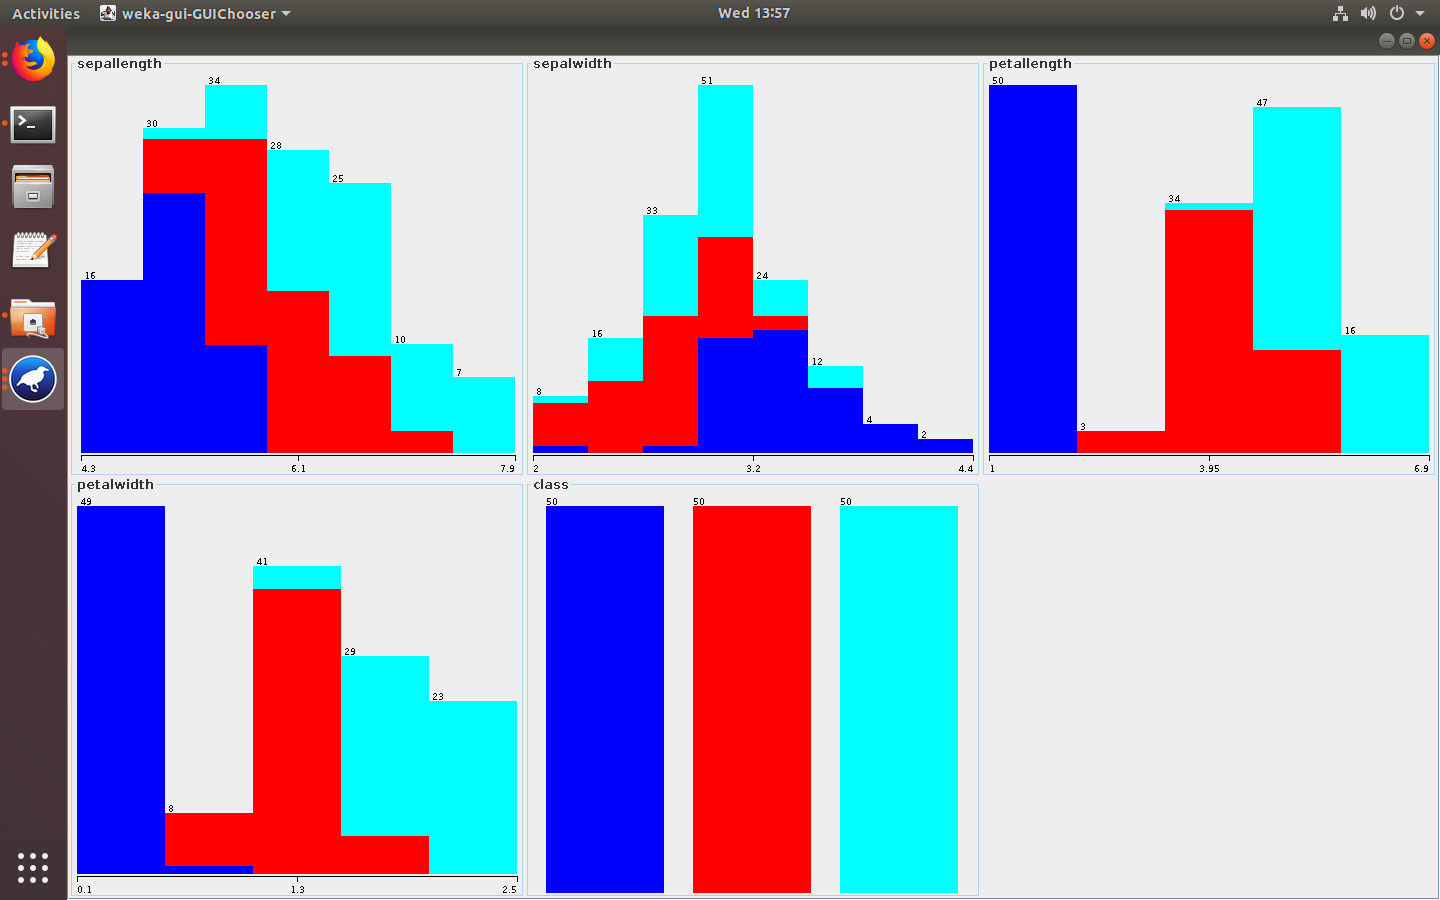 Activities weka-gui-GUIChooser Wed 13:57
sepallength
34
30
28
25
16
10
7
4.3 6.1 7.9
sepalwidth
51
33
24
16
12
8
4
2
2 3.2 4.4
petallength
50
47
34
16
3
1 3.95 6.9
petalwidth
49
41
29
23
8
0.1 1.3 2.5
class
50 50 50